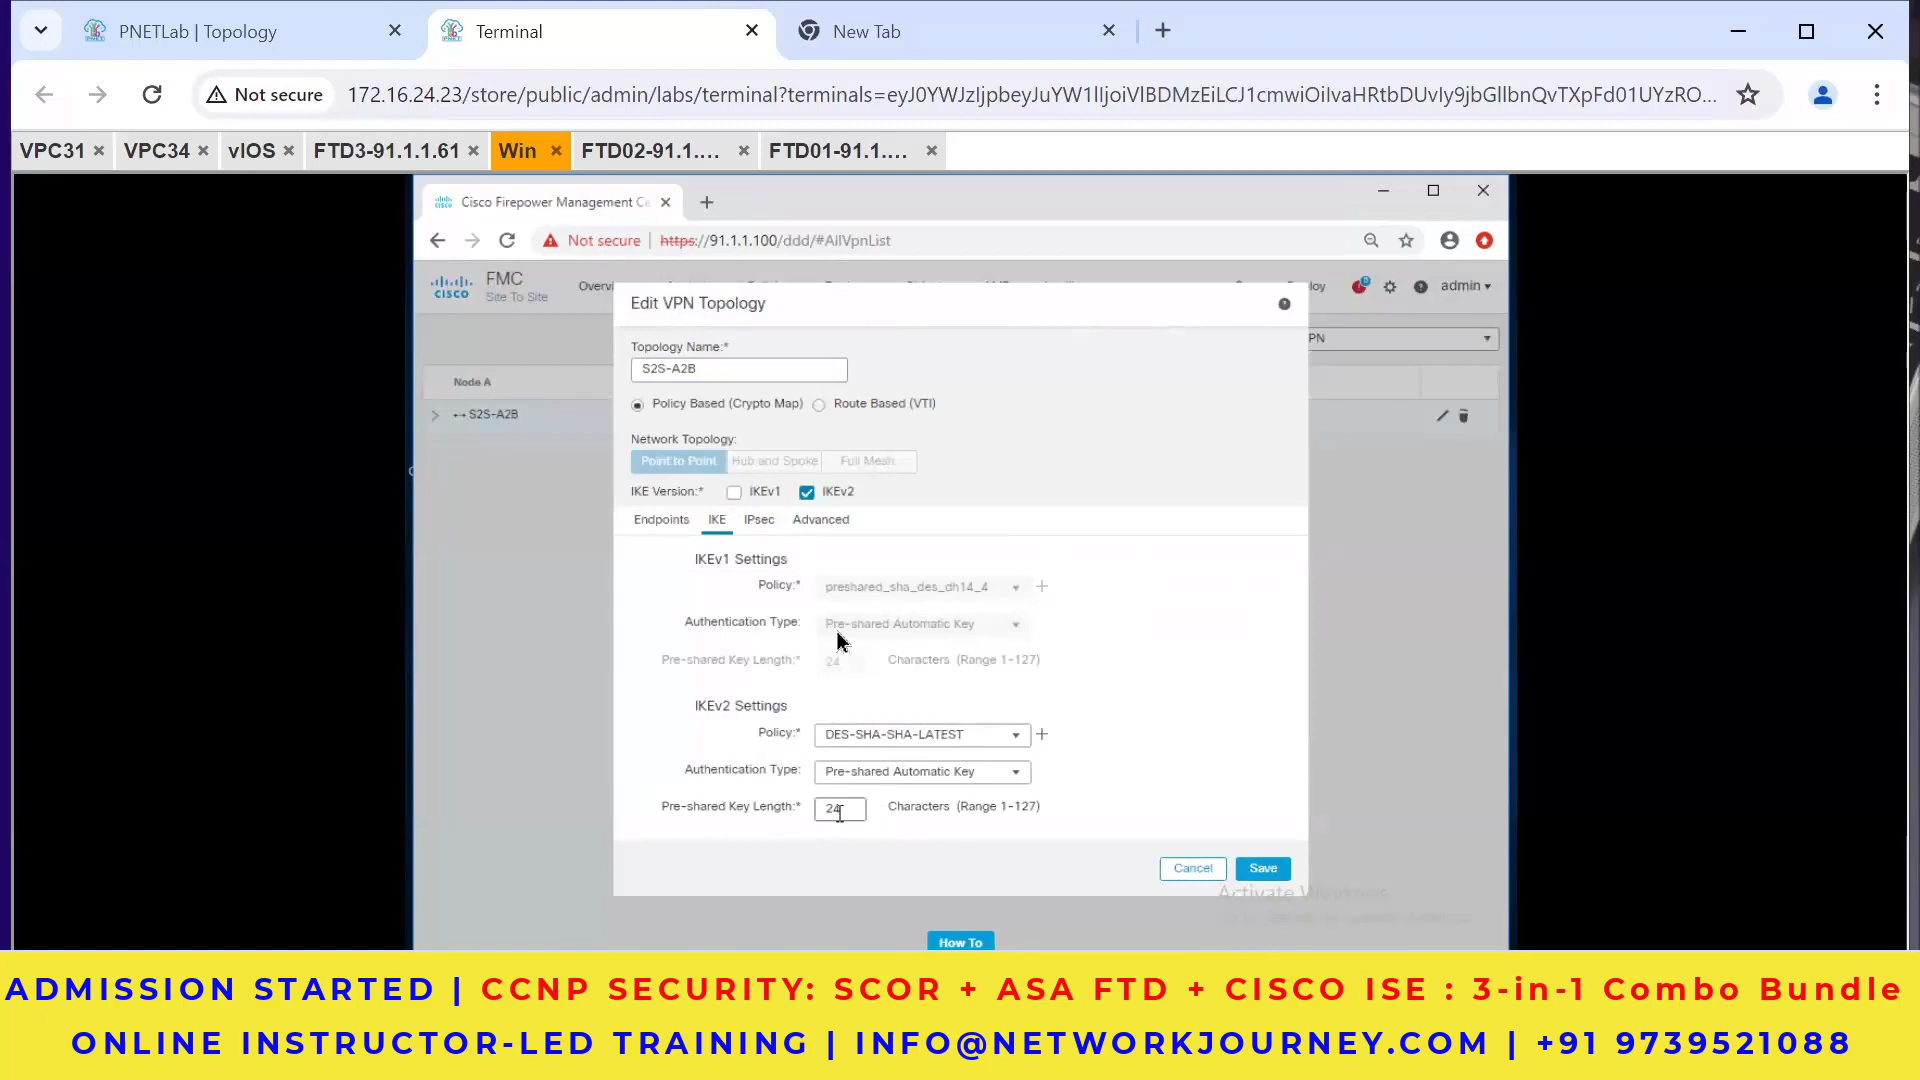 PNETLab | Topology
Terminal
New Tab
Not secure
172.16.24.23/store/public/admin/labs/terminal?terminals=eyJ0YWJzIjpbeyJuYW1lIjoiVlBDMzEiLCJ1cmwiOiIvaHRtbDUvIy9jbGllbnQvTXpFd01UYzRO...
VPC31
VPC34
vIOS
FTD3-91.1.1.61
Win
FTD02-91.1....
FTD01-91.1....
Cisco Firepower Management Ce
Not secure
https://91.1.1.100/ddd/#AllVpnList
cisco
FMC
Site To Site
Overvi
loy
admin
Edit VPN Topology
PN
Topology Name:*
S2S-A2B
Node A
Policy Based (Crypto Map)
Route Based (VTI)
S2S-A2B
Network Topology:
Point to Point
Hub and Spoke
Full Mesh
IKE Version:*
IKEv1
IKEv2
Endpoints
IKE
IPsec
Advanced
IKEv1 Settings
Policy:*
preshared_sha_des_dh14_4
Authentication Type:
Pre-shared Automatic Key
Pre-shared Key Length:*
24
Characters (Range 1-127)
IKEv2 Settings
Policy:*
DES-SHA-SHA-LATEST
Authentication Type:
Pre-shared Automatic Key
Pre-shared Key Length:*
24
Characters (Range 1-127)
Cancel
Save
Activate Windows
How To
ADMISSION STARTED | CCNP SECURITY: SCOR + ASA FTD + CISCO ISE : 3-in-1 Combo Bundle
ONLINE INSTRUCTOR-LED TRAINING | INFO@NETWORKJOURNEY.COM | +91 9739521088